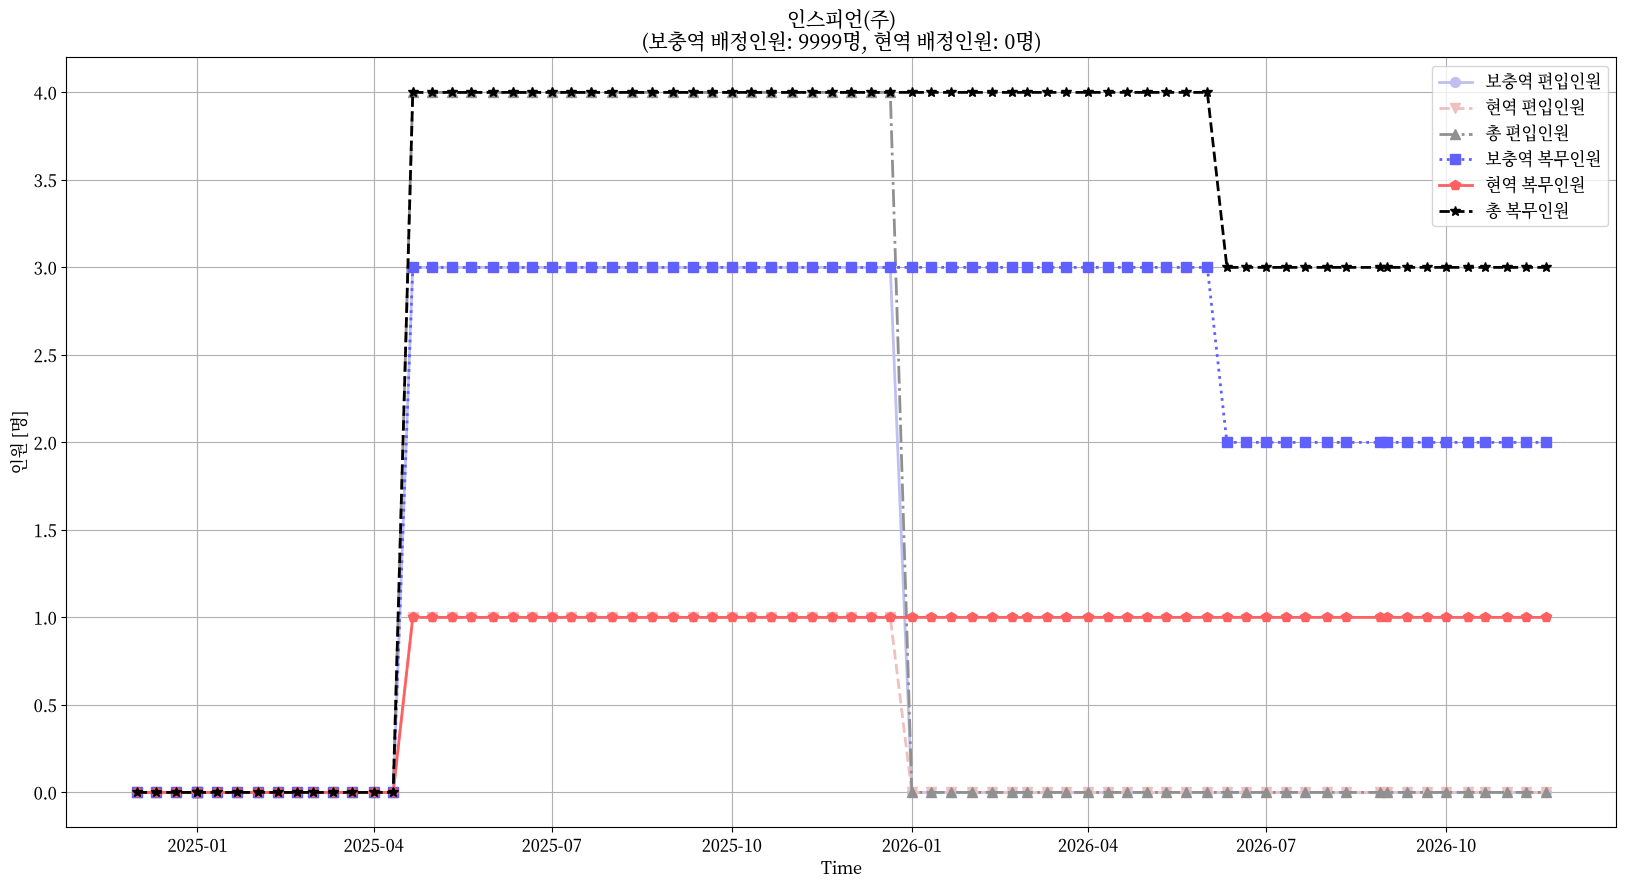 인스피언(주)
(보충역 배정인원: 9999명, 현역 배정인원: 0명)
보충역 편입인원
현역 편입인원
총 편입인원
보충역 복무인원
현역 복무인원
총 복무인원
인원 [명]
4.0
3.5
3.0
2.5
2.0
1.5
1.0
0.5
0.0
2025-01
2025-04
2025-07
2025-10
2026-01
2026-04
2026-07
2026-10
Time